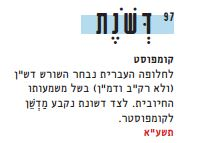 97 דְּשׁוֹנֶת
קומפוסט
לחלופה העברית נבחר השורש דש"ן
(ולא רק"ב ודמ"ן) בשל משמעותו
החיובית. לצד דשונת נקבע מַדְשֵׁן
לקומפוסטר.
תשע"א